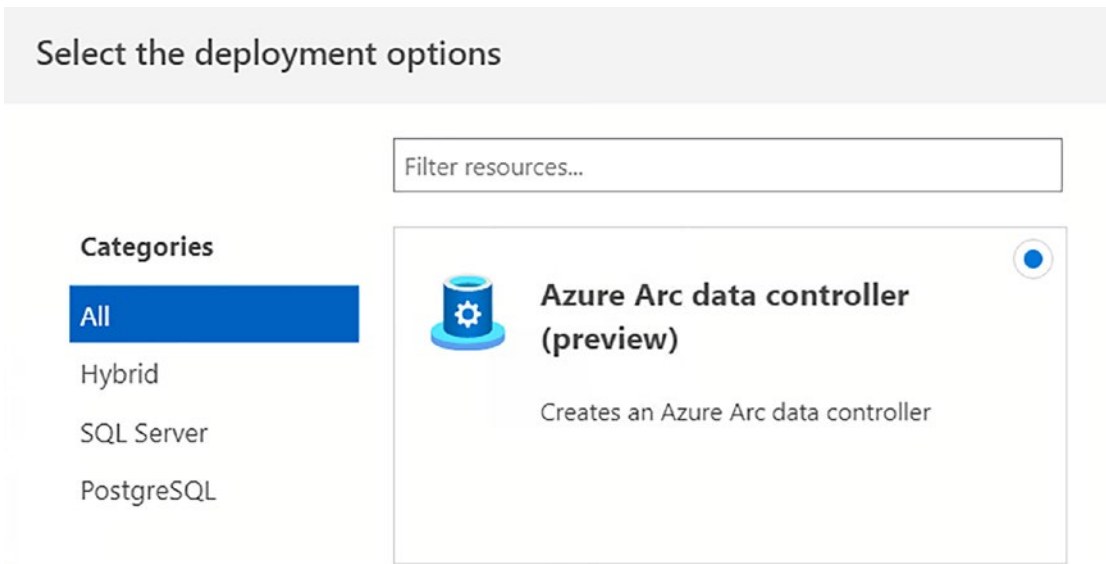 Select the deployment options
Filter resources...
Categories
All
Hybrid
SQL Server
PostgreSQL
Azure Arc data controller
(preview)
Creates an Azure Arc data controller